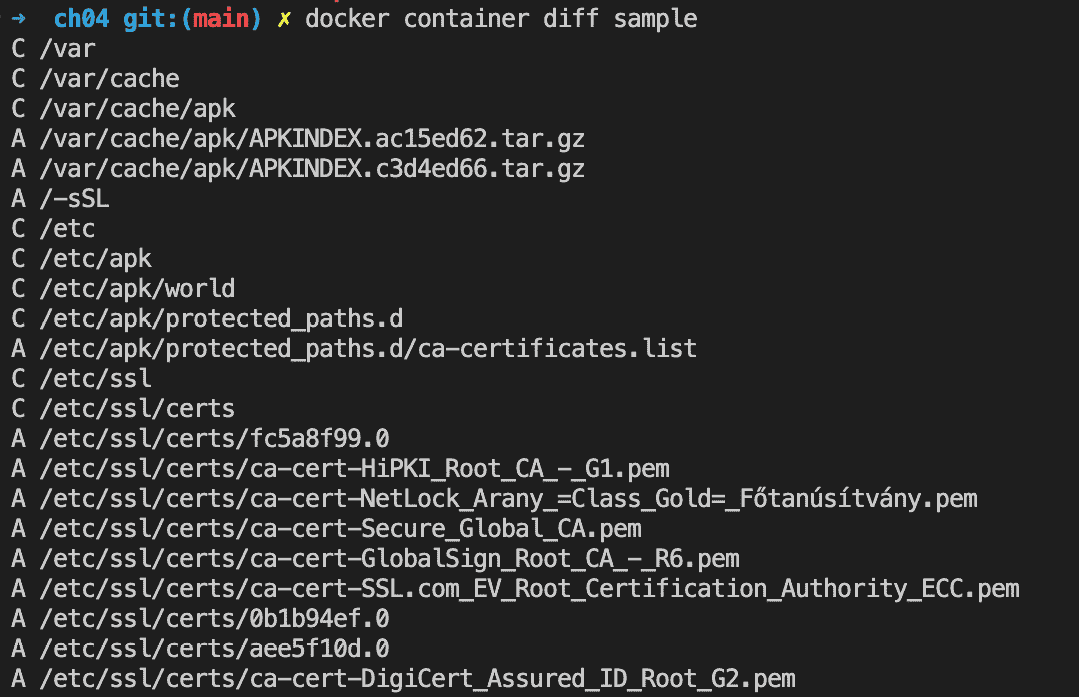 → ch04 git:(main) ✗ docker container diff sample
C /var
C /var/cache
C /var/cache/apk
A /var/cache/apk/APKINDEX.ac15ed62.tar.gz
A /var/cache/apk/APKINDEX.c3d4ed66.tar.gz
A /-sSL
C /etc
C /etc/apk
C /etc/apk/world
C /etc/apk/protected_paths.d
A /etc/apk/protected_paths.d/ca-certificates.list
C /etc/ssl
C /etc/ssl/certs
A /etc/ssl/certs/fc5a8f99.0
A /etc/ssl/certs/ca-cert-HiPKI_Root_CA_-_G1.pem
A /etc/ssl/certs/ca-cert-NetLock_Arany_=Class_Gold=_Főtanúsítvány.pem
A /etc/ssl/certs/ca-cert-Secure_Global_CA.pem
A /etc/ssl/certs/ca-cert-GlobalSign_Root_CA_-_R6.pem
A /etc/ssl/certs/ca-cert-SSL.com_EV_Root_Certification_Authority_ECC.pem
A /etc/ssl/certs/0b1b94ef.0
A /etc/ssl/certs/aee5f10d.0
A /etc/ssl/certs/ca-cert-DigiCert_Assured_ID_Root_G2.pem